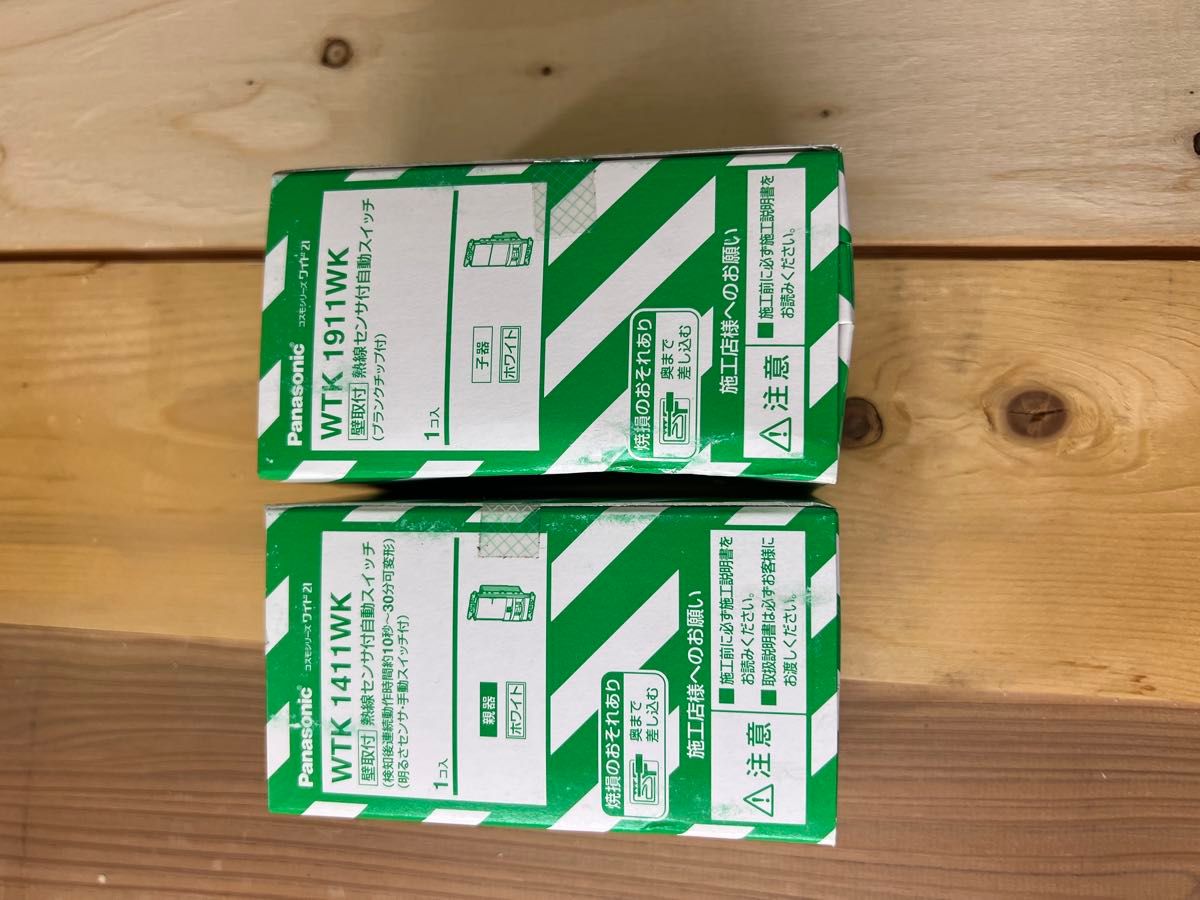 Panasonic コスモシリーズ ワイド21
WTK 1911WK
壁取付 熱線センサ付自動スイッチ
(ブランクチップ付)
1コ入
子器
ホワイト
焼損のおそれあり
奥まで
差し込む
施工店様へのお願い
注意
■施工前に必ず施工説明書を
お読みください。
Panasonic コスモシリーズ ワイド21
WTK 1411WK
壁取付 熱線センサ付自動スイッチ
(検知後連続動作時間約10秒~30分可変形)
(明るさセンサ・手動スイッチ付)
1コ入
親器
ホワイト
焼損のおそれあり
奥まで
差し込む
施工店様へのお願い
注意
■施工前に必ず施工説明書を
お読みください。
■取扱説明書は必ずお客様に
お渡しください。